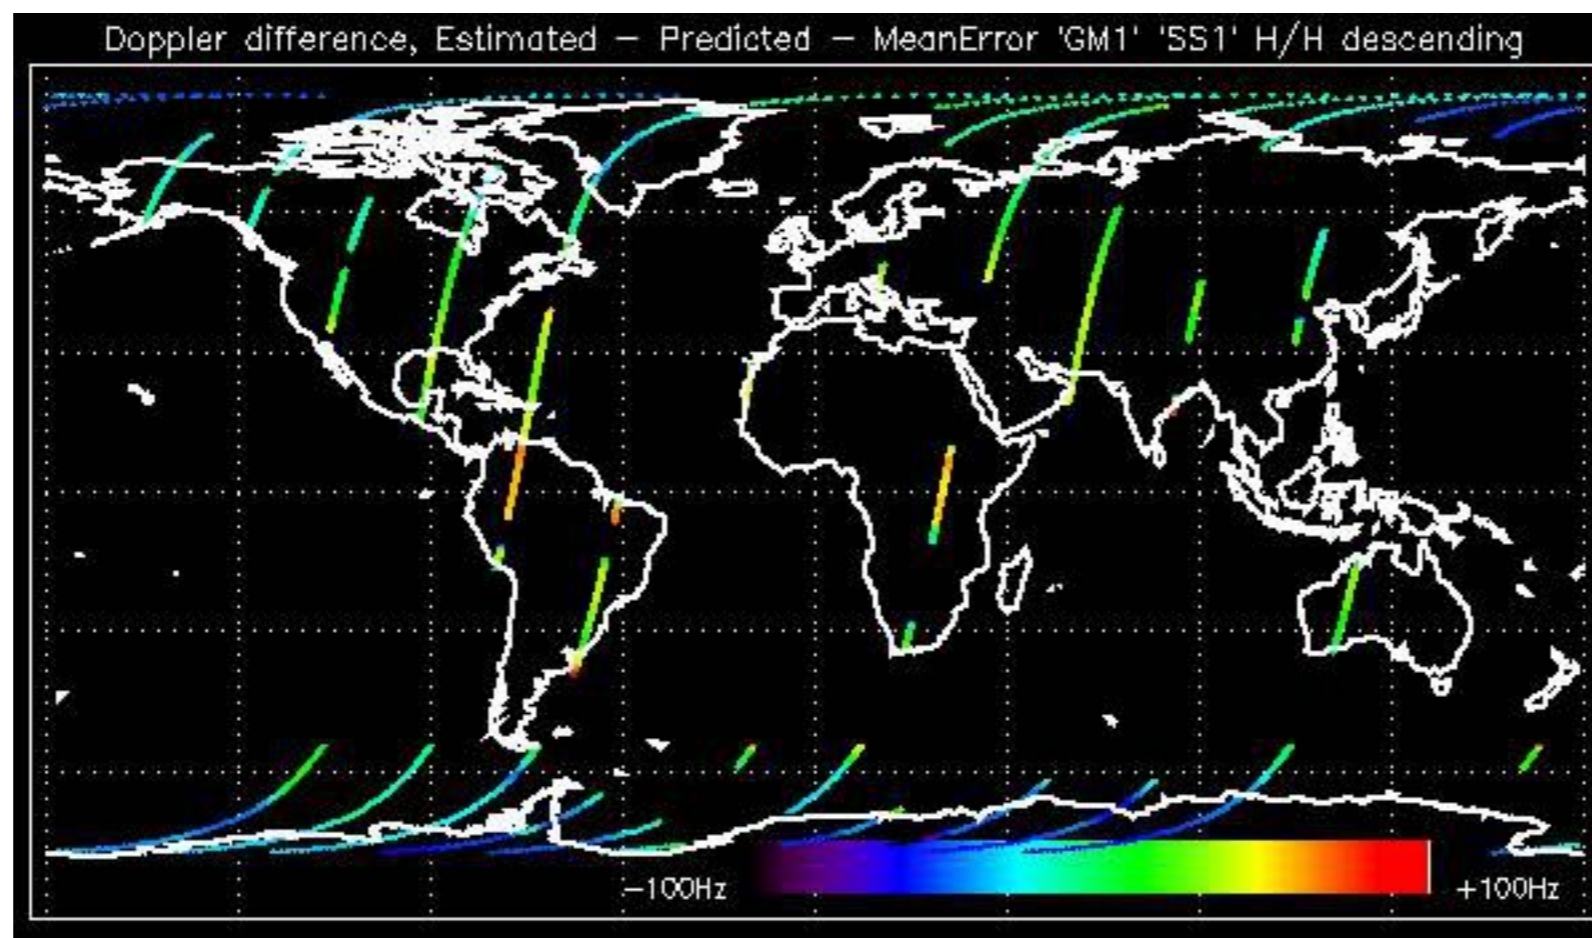 Doppler difference, Estimated − Predicted − MeanError 'GM1' 'SS1' H/H descending
−100Hz
+100Hz